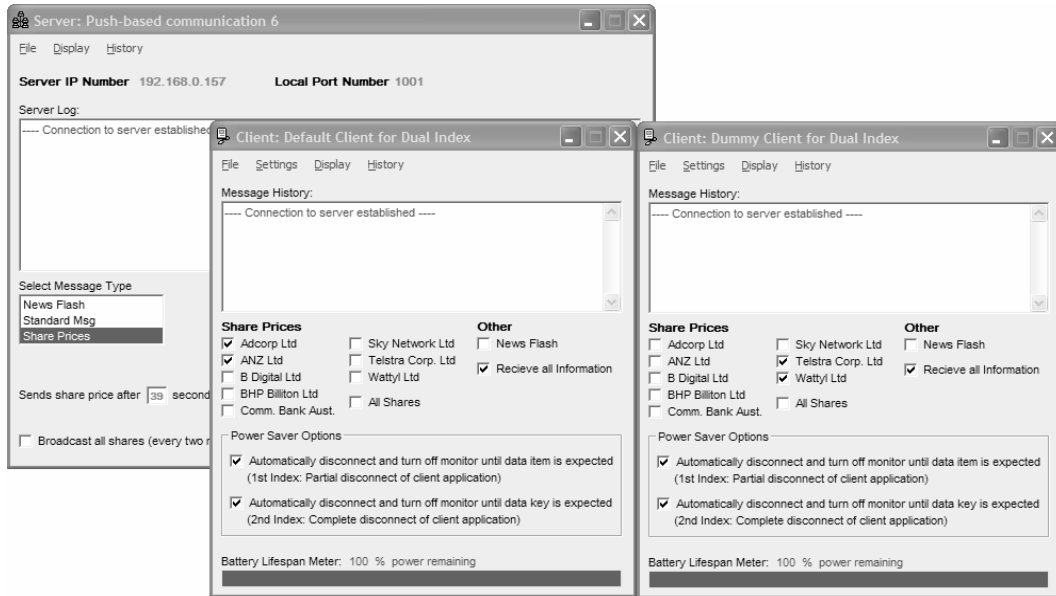 Server: Push-based communication 6
File Display History
Server IP Number 192.168.0.157 Local Port Number 1001
Server Log:
---- Connection to server established
Select Message Type
News Flash
Standard Msg
Share Prices
Sends share price after 39 second
Broadcast all shares (every two
Client: Default Client for Dual Index
File Settings Display History
Message History:
---- Connection to server established ----
Share Prices
Adcorp Ltd
ANZ Ltd
B Digital Ltd
BHP Billiton Ltd
Comm. Bank Aust.
Sky Network Ltd
Telstra Corp. Ltd
Wattyl Ltd
All Shares
Other
News Flash
Recieve all Information
Power Saver Options
Automatically disconnect and turn off monitor until data item is expected
(1st Index: Partial disconnect of client application)
Automatically disconnect and turn off monitor until data key is expected
(2nd Index: Complete disconnect of client application)
Battery Lifespan Meter: 100 % power remaining
Client: Dummy Client for Dual Index
File Settings Display History
Message History:
---- Connection to server established ----
Share Prices
Adcorp Ltd
ANZ Ltd
B Digital Ltd
BHP Billiton Ltd
Comm. Bank Aust.
Sky Network Ltd
Telstra Corp. Ltd
Wattyl Ltd
All Shares
Other
News Flash
Recieve all Information
Power Saver Options
Automatically disconnect and turn off monitor until data item is expected
(1st Index: Partial disconnect of client application)
Automatically disconnect and turn off monitor until data key is expected
(2nd Index: Complete disconnect of client application)
Battery Lifespan Meter: 100 % power remaining